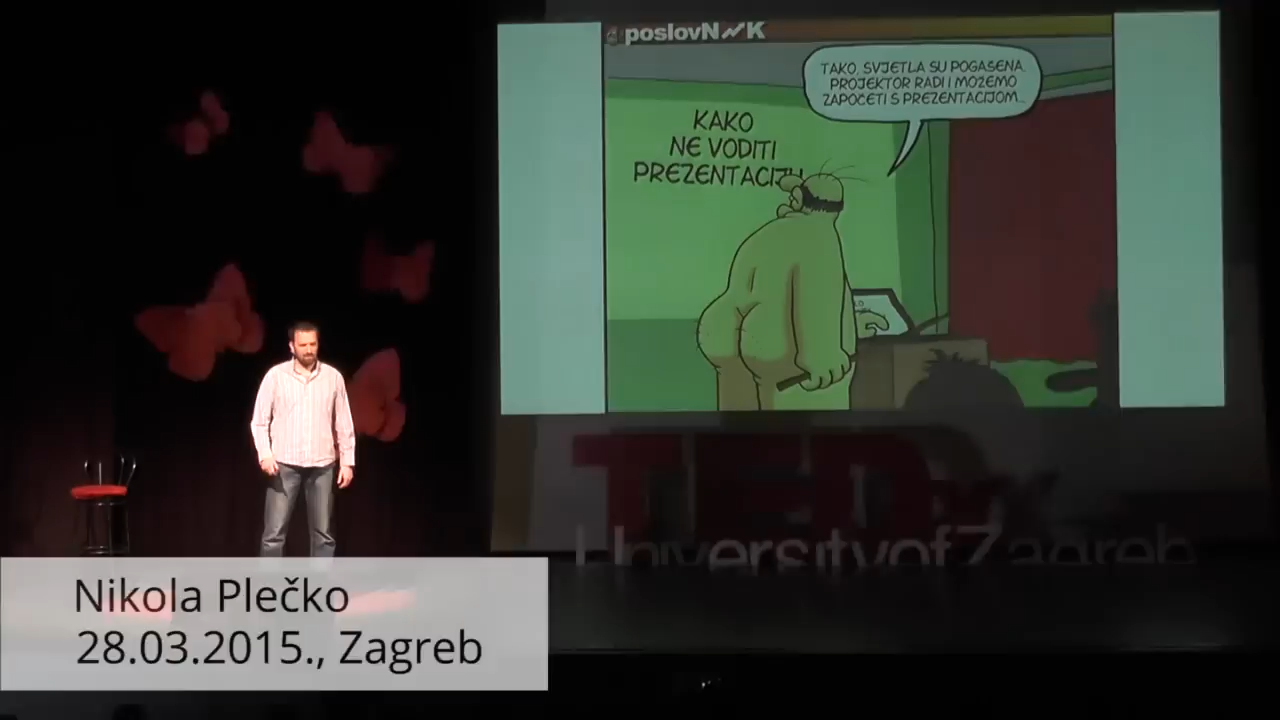 poslovNK
TAKO, SVJETLA SU POGAŠENA,
PROJEKTOR RADI I MOŽEMO
ZAPOČETI S PREZENTACIJOM...
KAKO
NE VODITI
PREZENTACIJU
TEDx
UniversityofZagreb
Nikola Plečko
28.03.2015., Zagreb